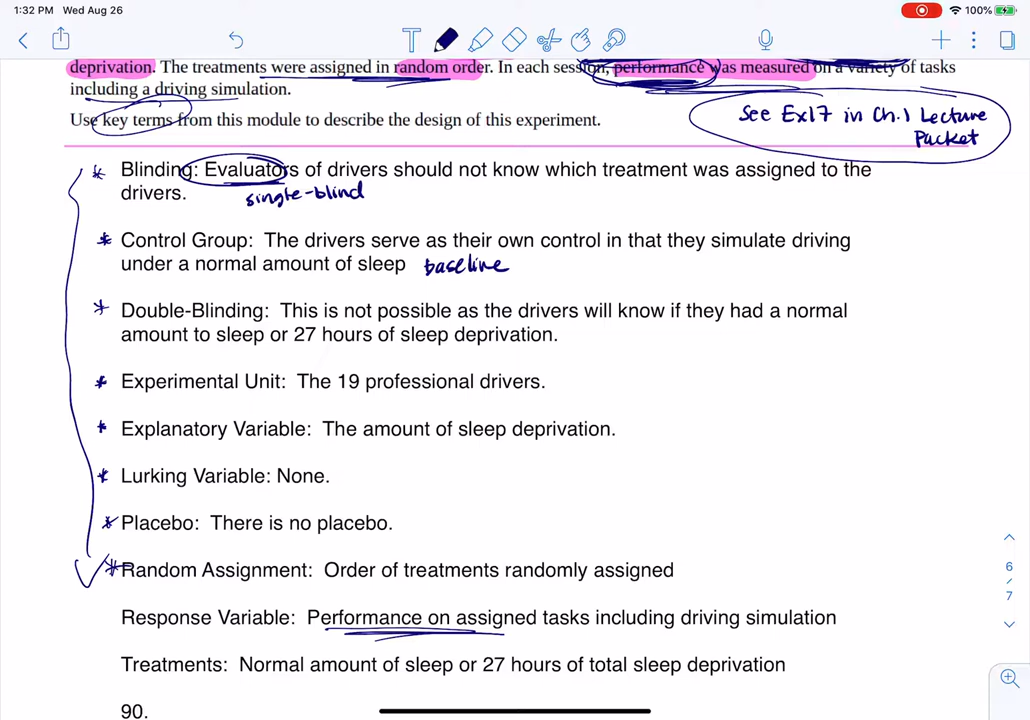 1:32 PM Wed Aug 26
100%
deprivation. The treatments were assigned in random order. In each session, performance was measured on a variety of tasks
including a driving simulation.
Use key terms from this module to describe the design of this experiment.
See Ex17 in Ch.1 Lecture
Packet
* Blinding: Evaluators of drivers should not know which treatment was assigned to the
drivers.
single-blind
* Control Group: The drivers serve as their own control in that they simulate driving
under a normal amount of sleep baseline
* Double-Blinding: This is not possible as the drivers will know if they had a normal
amount to sleep or 27 hours of sleep deprivation.
* Experimental Unit: The 19 professional drivers.
* Explanatory Variable: The amount of sleep deprivation.
* Lurking Variable: None.
* Placebo: There is no placebo.
* Random Assignment: Order of treatments randomly assigned
Response Variable: Performance on assigned tasks including driving simulation
Treatments: Normal amount of sleep or 27 hours of total sleep deprivation
90.
6
/
7